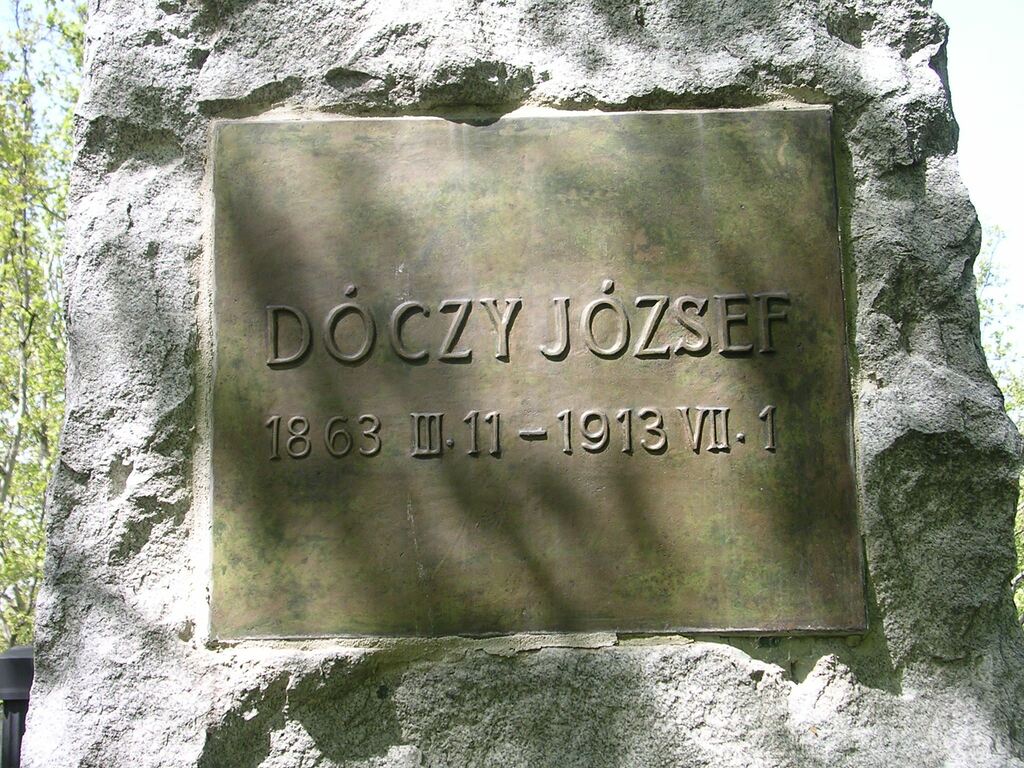 DÓCZY JÓZSEF
1863 III. 11 – 1913 VII. 1